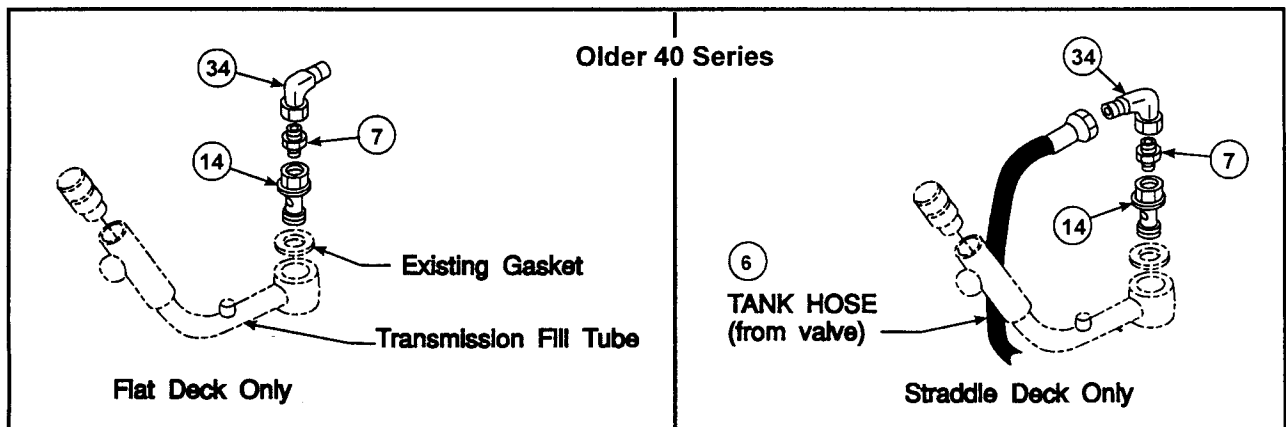 Older 40 Series
34
7
14
Existing Gasket
Transmission Fill Tube
Flat Deck Only
34
7
14
6
TANK HOSE
(from valve)
Straddle Deck Only